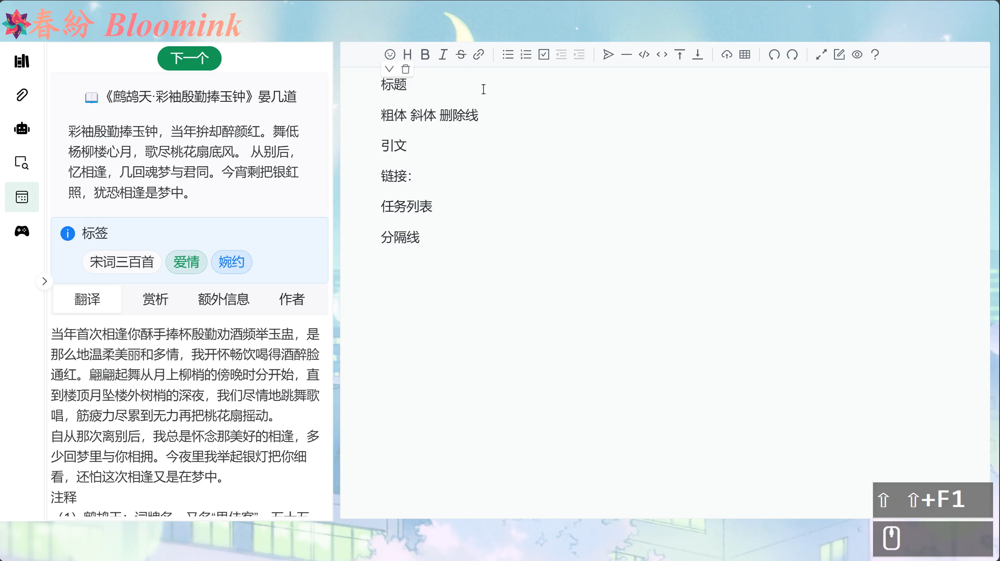 春紛 Bloomink
下一个
《鹧鸪天·彩袖殷勤捧玉钟》晏几道
彩袖殷勤捧玉钟，当年拚却醉颜红。舞低
杨柳楼心月，歌尽桃花扇底风。 从别后，
忆相逢，几回魂梦与君同。今宵剩把银釭
照，犹恐相逢是梦中。
标签
宋词三百首 爱情 婉约
翻译 赏析 额外信息 作者
当年首次相逢你酥手捧杯殷勤劝酒频举玉盅，是
那么地温柔美丽和多情，我开怀畅饮喝得酒醉脸
通红。翩翩起舞从月上柳梢的傍晚时分开始，直
到楼顶月坠楼外树梢的深夜，我们尽情地跳舞歌
唱，筋疲力尽累到无力再把桃花扇摇动。
自从那次离别后，我总是怀念那美好的相逢，多
少回梦里与你相拥。今夜里我举起银灯把你细
看，还怕这次相逢又是在梦中。
注释
标题
粗体 斜体 删除线
引文
链接：
任务列表
分隔线
⇧ ⇧+F1